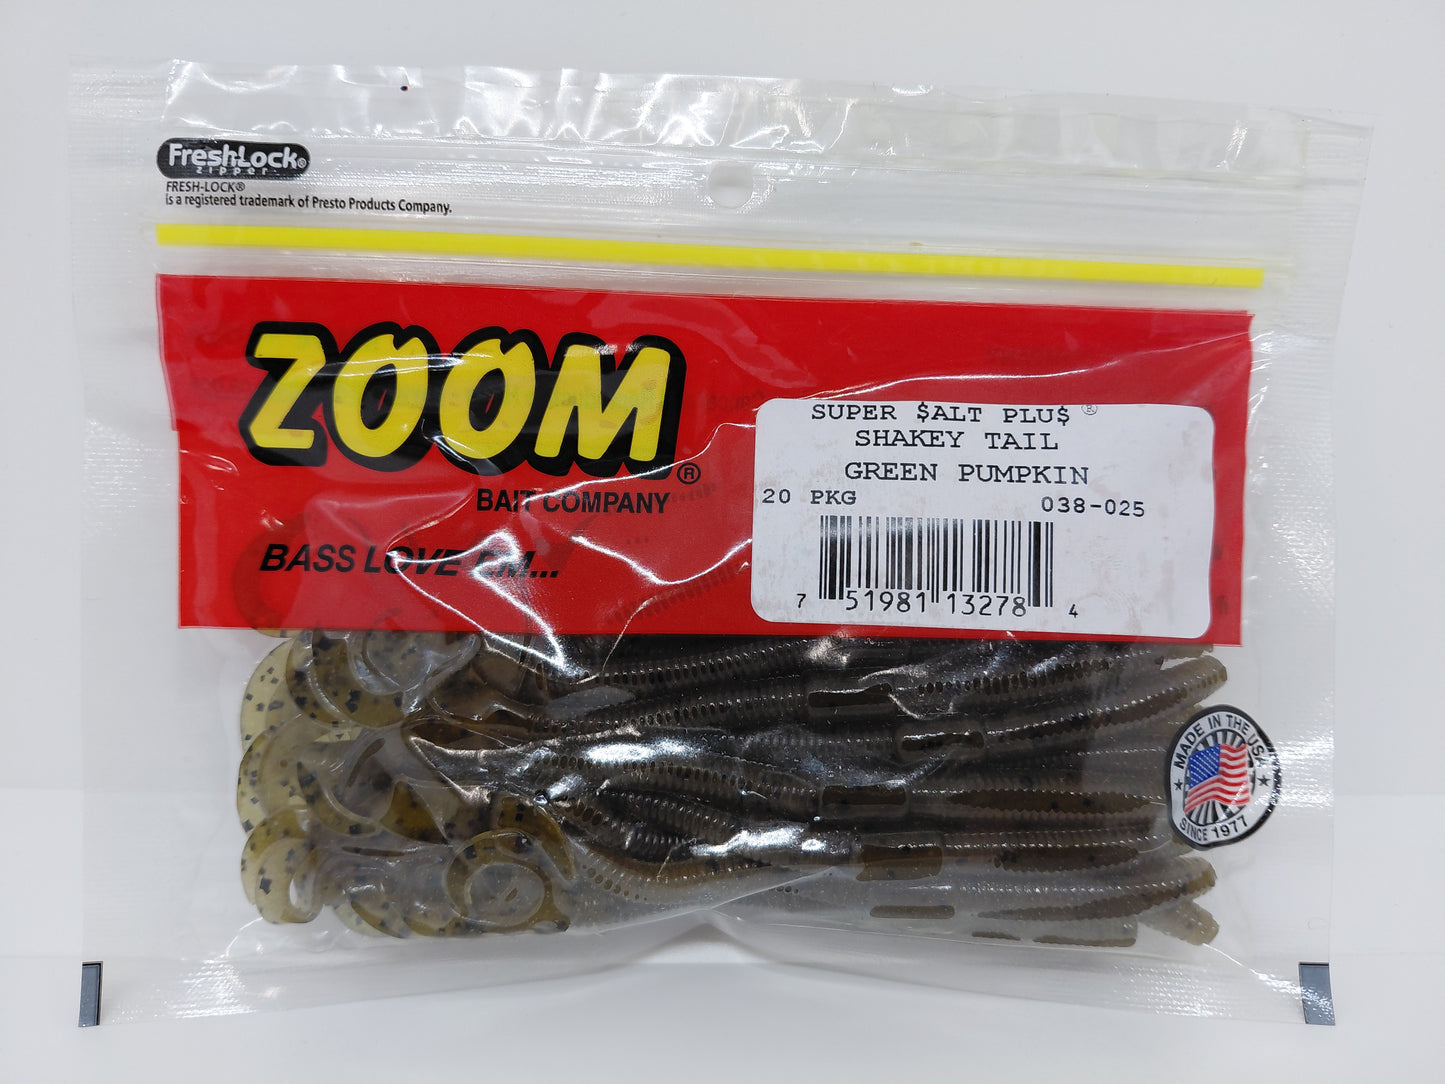 FreshLock®
zipper
FRESH-LOCK®
is a registered trademark of Presto Products Company.
ZOOM®
BAIT COMPANY
BASS LOVE EM...
SUPER $ALT PLU$®
SHAKEY TAIL
GREEN PUMPKIN
20 PKG 038-025
7 51981 13278 4
MADE IN THE USA
SINCE 1977